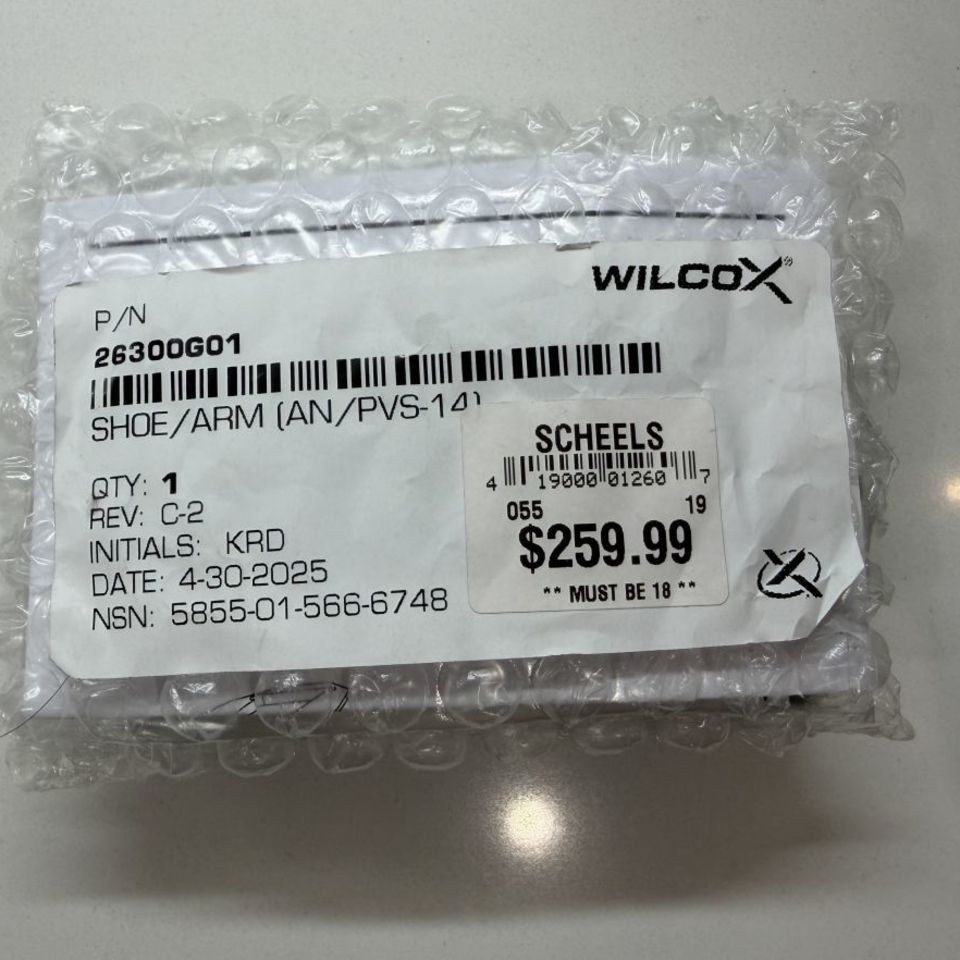 WILCOX®
P/N
26300G01
SHOE/ARM (AN/PVS-14)
QTY: 1
REV: C-2
INITIALS: KRD
DATE: 4-30-2025
NSN: 5855-01-566-6748
SCHEELS
4 19000 01260 7
055 19
$259.99
** MUST BE 18 **